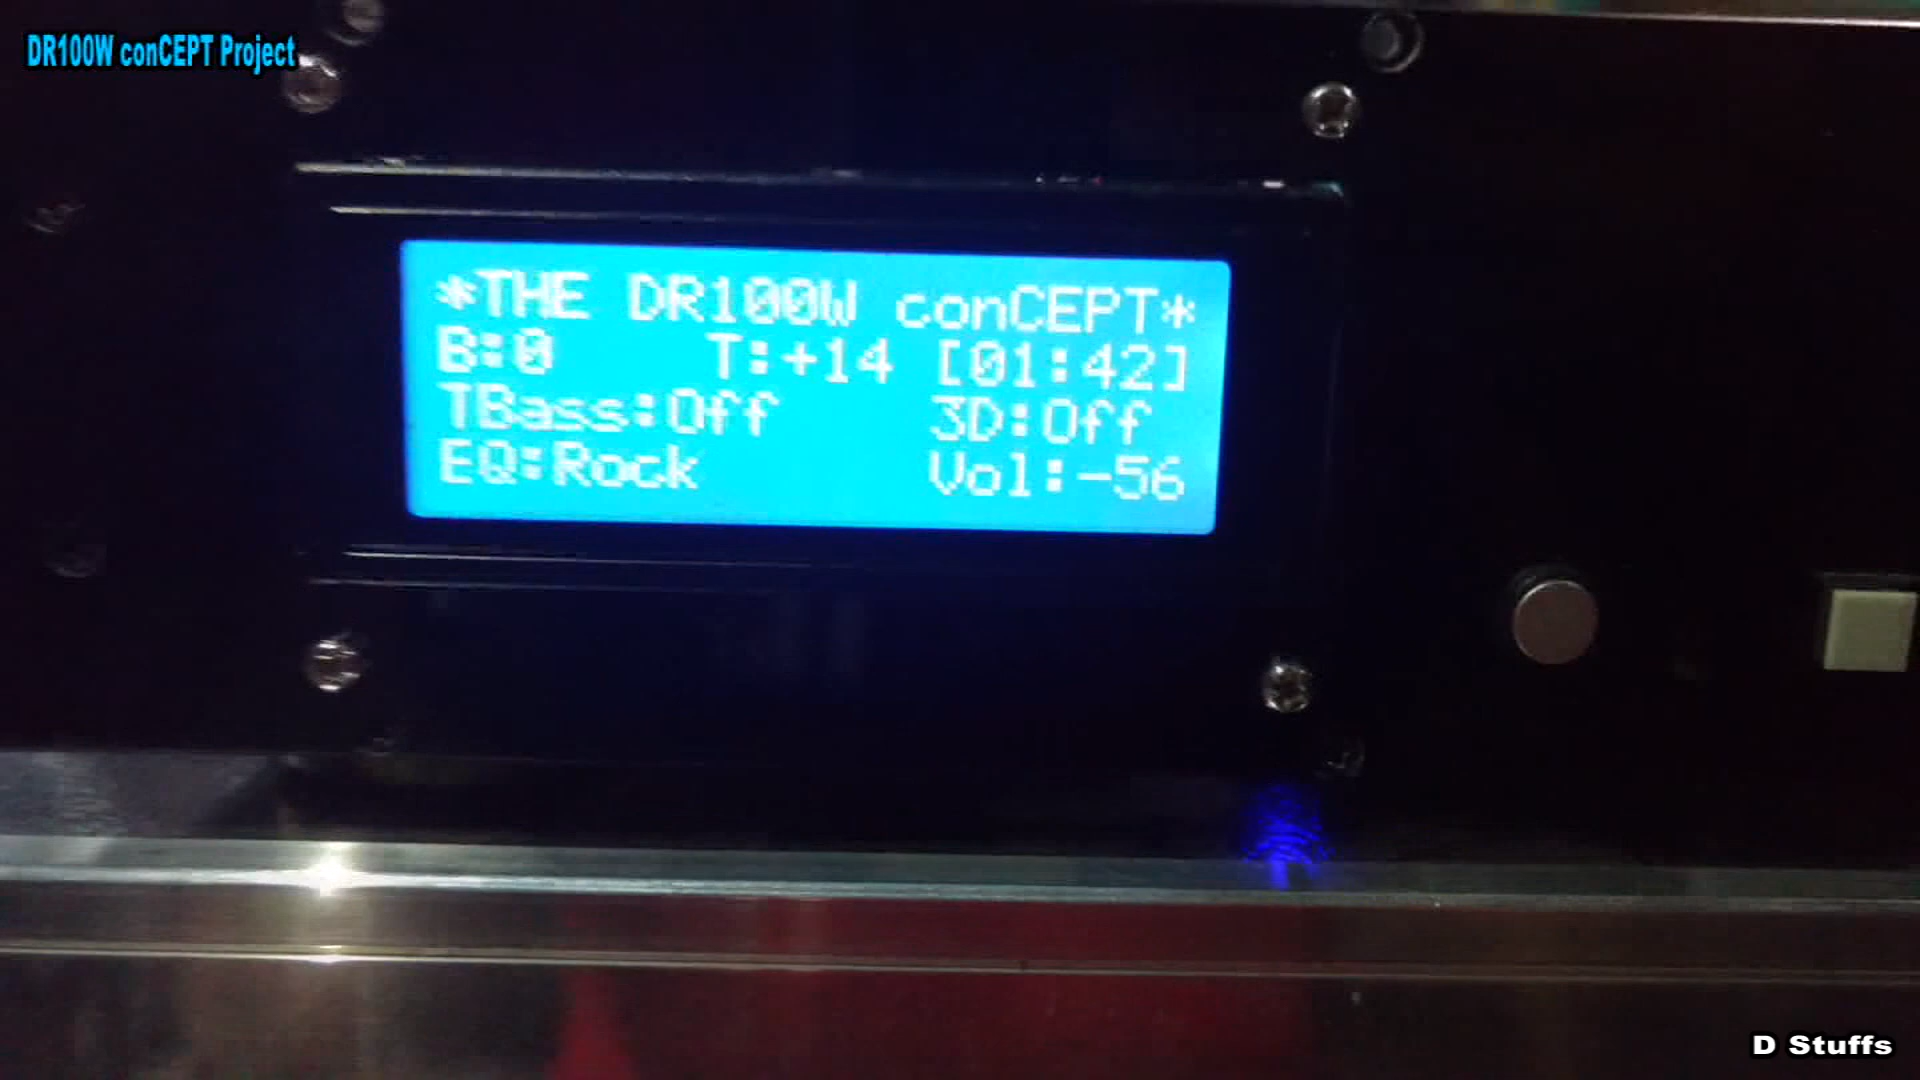 DR100W conCEPT Project
*THE DR100W conCEPT*
B:0 T:+14 [01:42]
TBass:Off 3D:Off
EQ:Rock Vol:-56
D Stuffs